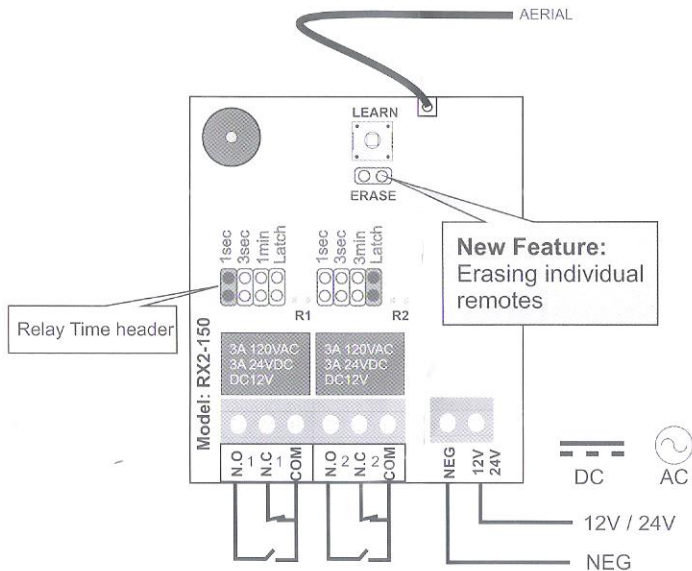 AERIAL
LEARN
ERASE
New Feature:
Erasing individual
remotes
1sec
3sec
1min
Latch
1sec
3sec
3min
Latch
Relay Time header
R1
R2
3A 120VAC
3A 24VDC
DC12V
3A 120VAC
3A 24VDC
DC12V
Model: RX2-150
N.O
1
N.C
1
COM
N.O
2
N.C
2
COM
NEG
12V
24V
DC
AC
12V / 24V
NEG